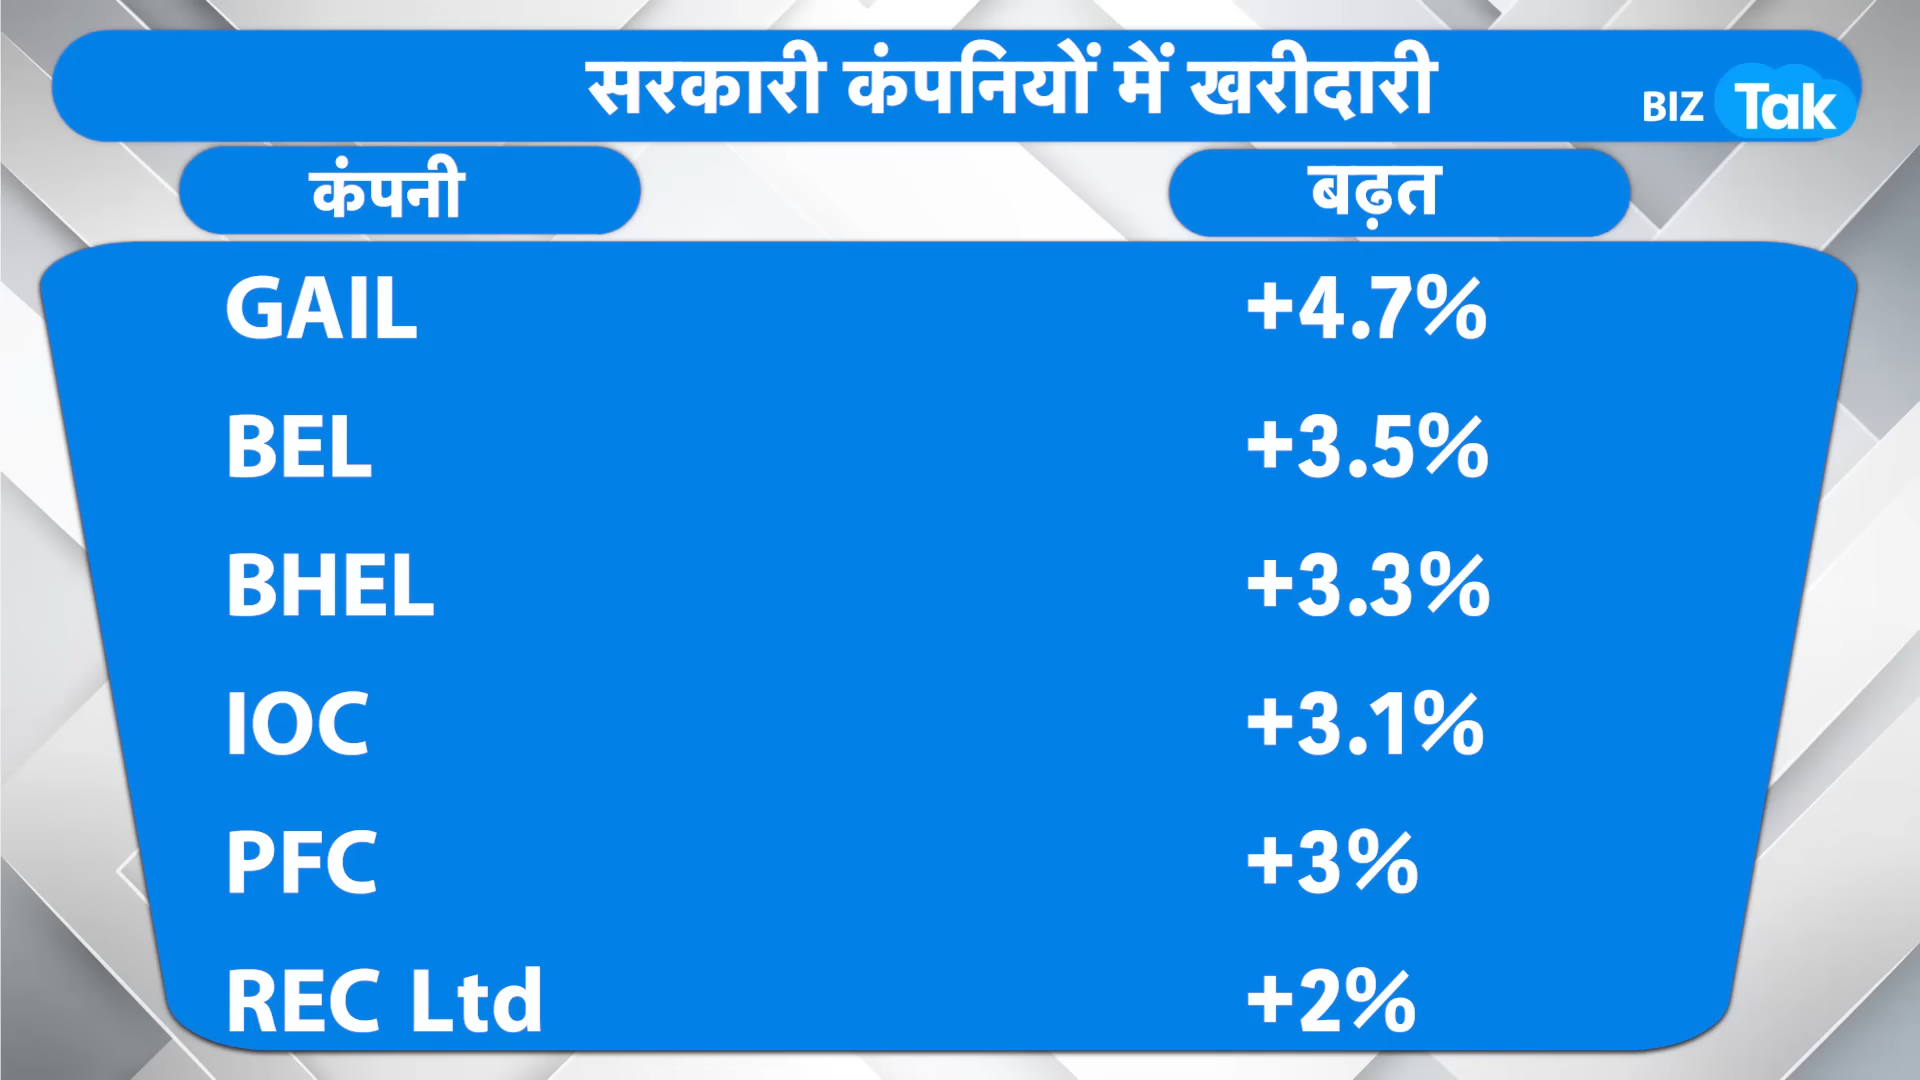 सरकारी कंपनियों में खरीदारी
BIZ Tak
कंपनी बढ़त
GAIL +4.7%
BEL +3.5%
BHEL +3.3%
IOC +3.1%
PFC +3%
REC Ltd +2%